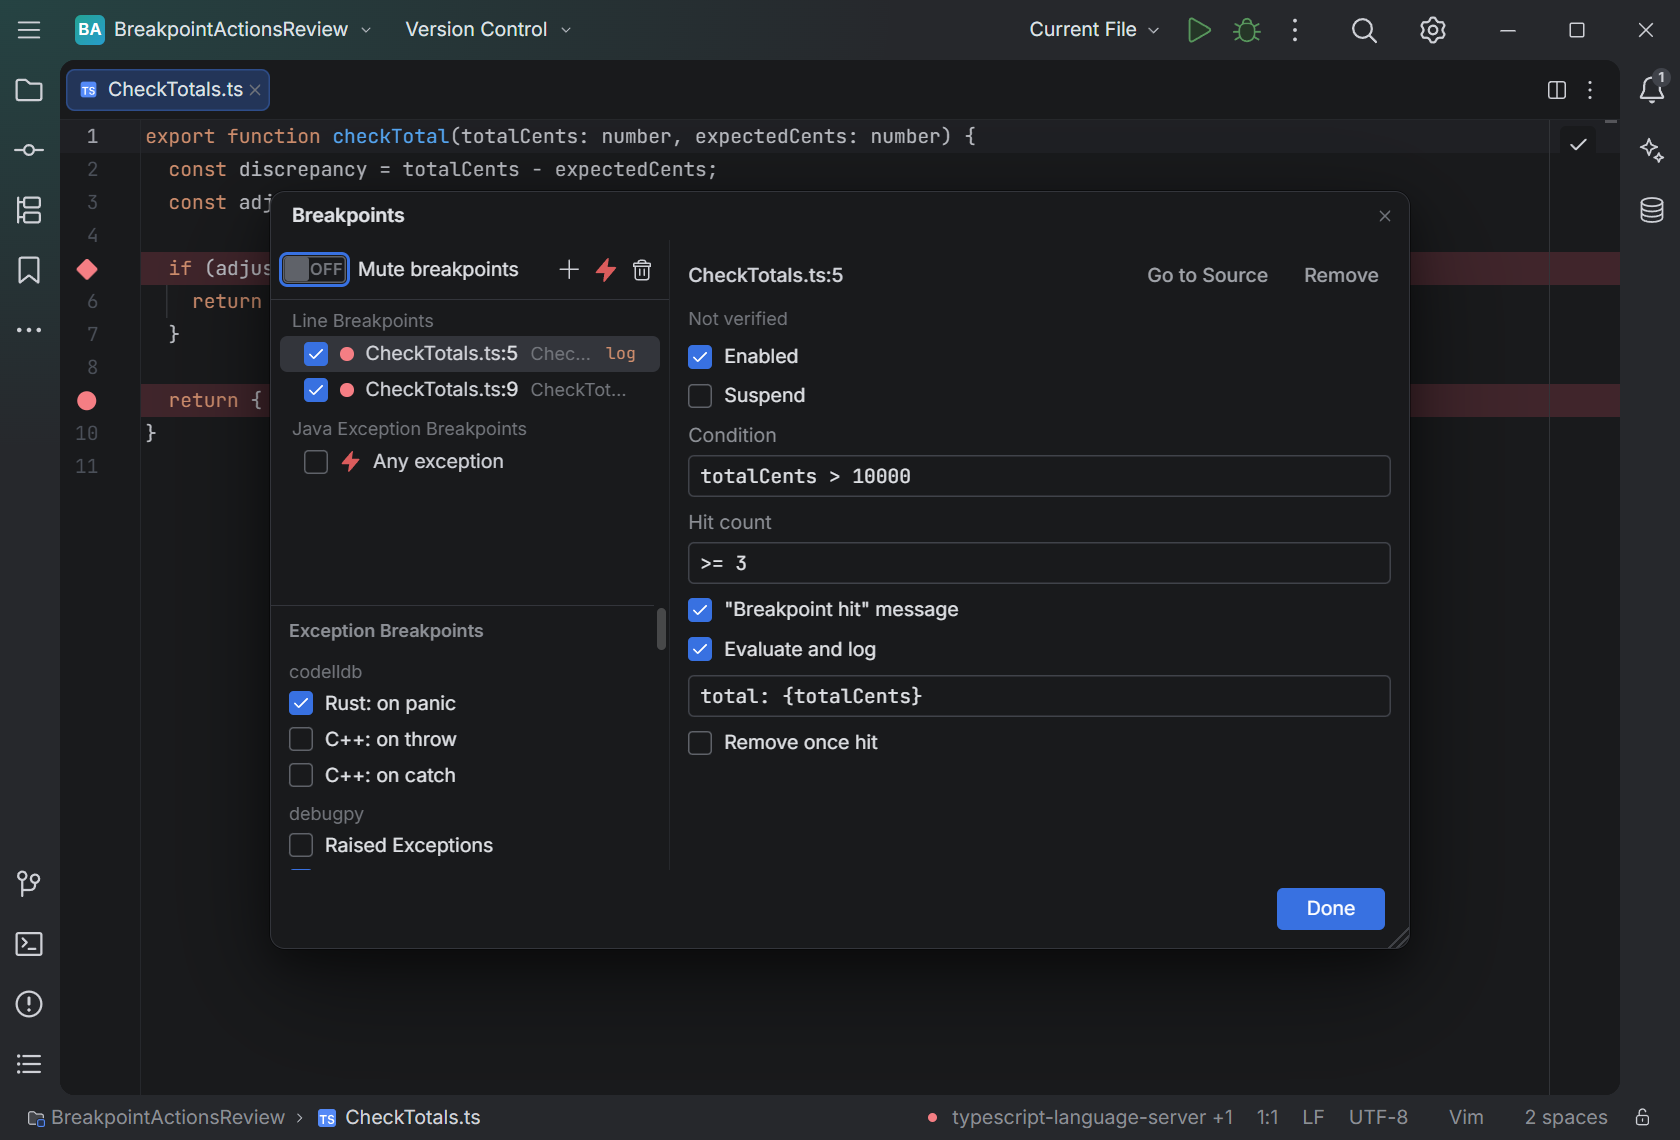 BA BreakpointActionsReview Version Control Current File
TS CheckTotals.ts
1
1 export function checkTotal(totalCents: number, expectedCents: number) {
2 const discrepancy = totalCents - expectedCents;
3 const adj
4
if (adjus
6 return
7 }
8
return {
10 }
11
Breakpoints
OFF Mute breakpoints
Line Breakpoints
CheckTotals.ts:5 Chec... log
CheckTotals.ts:9 CheckTot...
Java Exception Breakpoints
Any exception
Exception Breakpoints
codelldb
Rust: on panic
C++: on throw
C++: on catch
debugpy
Raised Exceptions
CheckTotals.ts:5 Go to Source Remove
Not verified
Enabled
Suspend
Condition
totalCents > 10000
Hit count
>= 3
"Breakpoint hit" message
Evaluate and log
total: {totalCents}
Remove once hit
Done
BreakpointActionsReview › TS CheckTotals.ts typescript-language-server +1 1:1 LF UTF-8 Vim 2 spaces